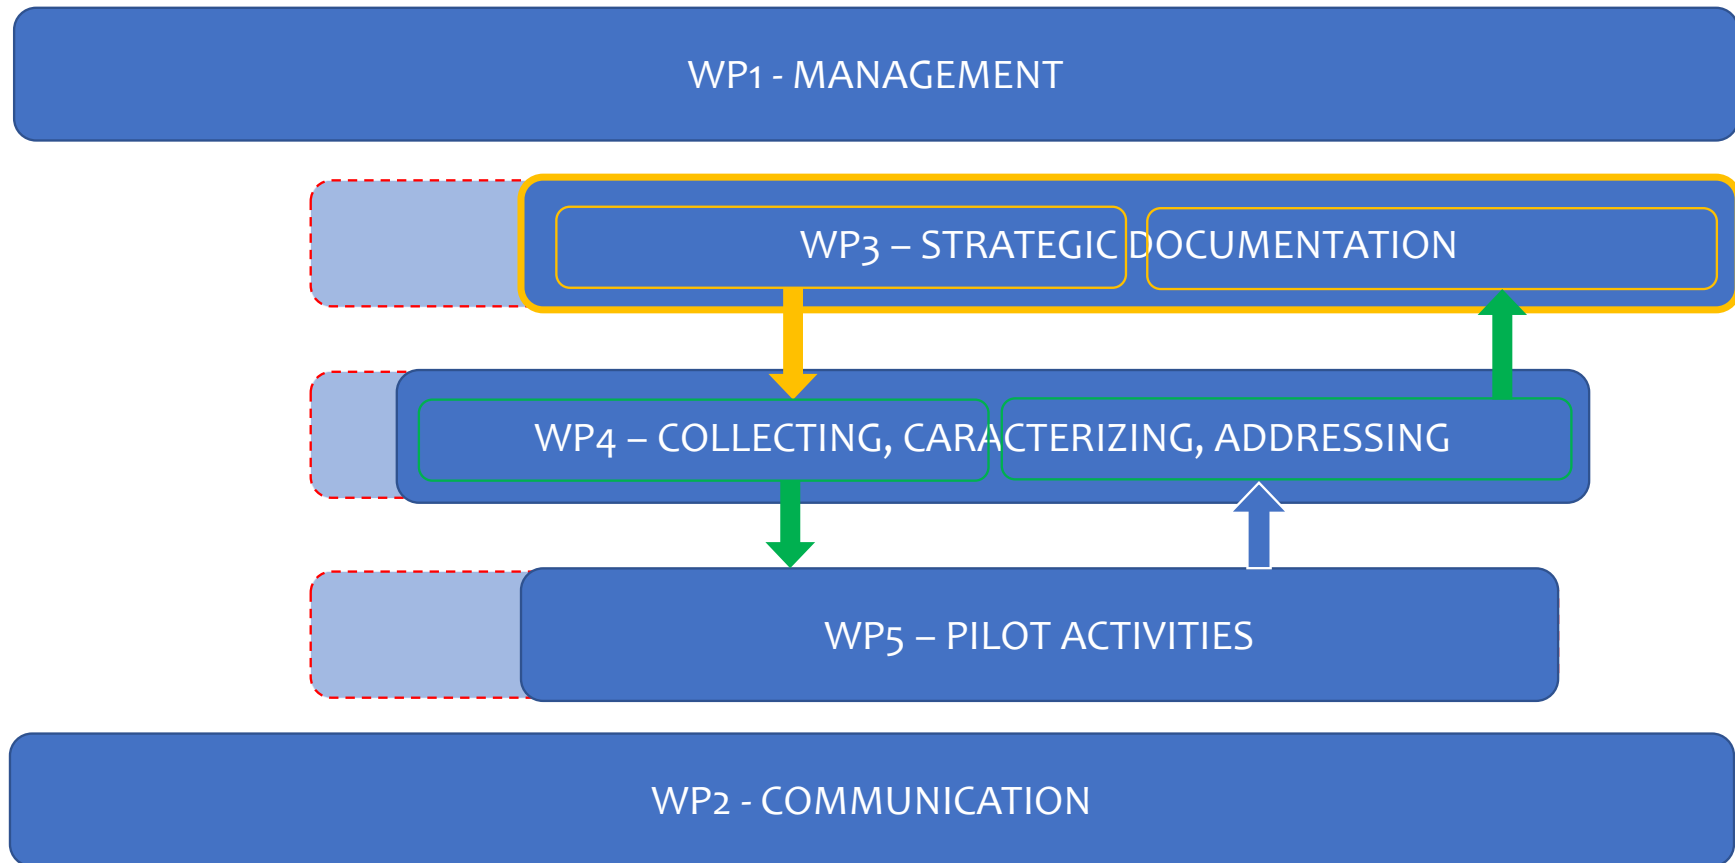 WP1 - MANAGEMENT
WP3 – STRATEGIC DOCUMENTATION
WP4 – COLLECTING, CARACTERIZING, ADDRESSING
WP5 – PILOT ACTIVITIES
WP2 - COMMUNICATION